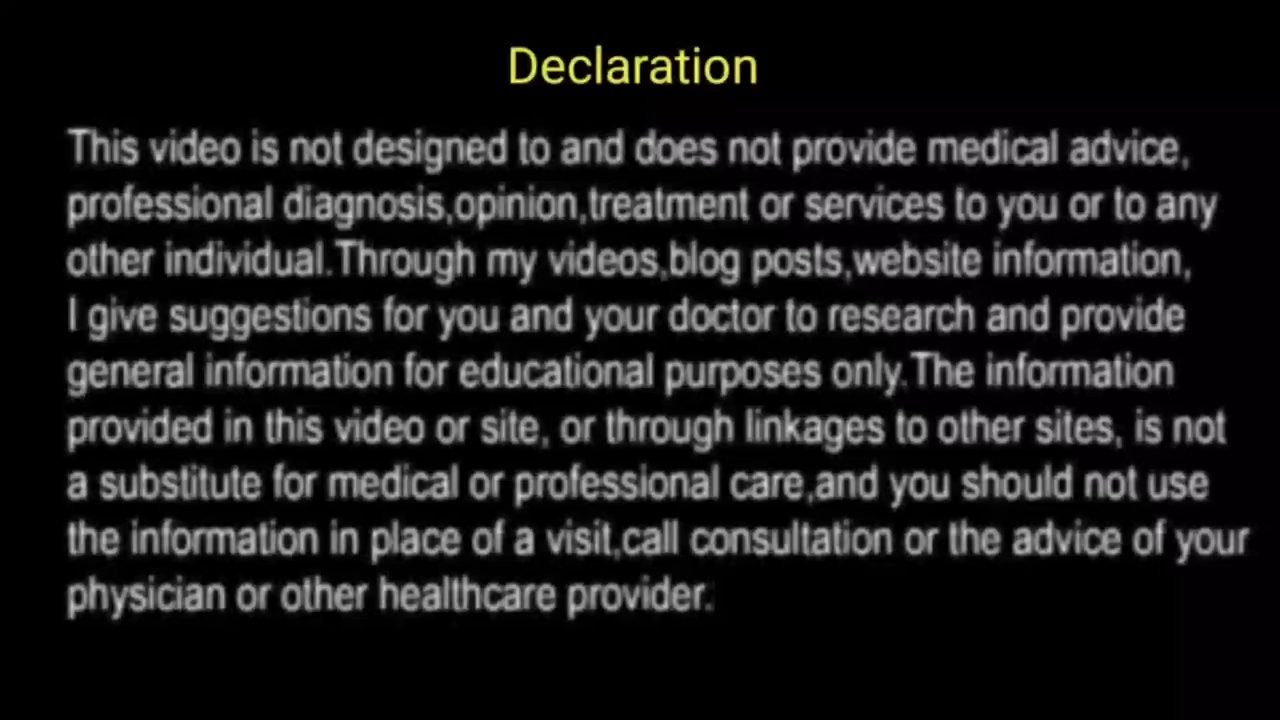 Declaration
This video is not designed to and does not provide medical advice,
professional diagnosis,opinion,treatment or services to you or to any
other individual.Through my videos,blog posts,website information,
I give suggestions for you and your doctor to research and provide
general information for educational purposes only.The information
provided in this video or site, or through linkages to other sites, is not
a substitute for medical or professional care,and you should not use
the information in place of a visit,call consultation or the advice of your
physician or other healthcare provider.